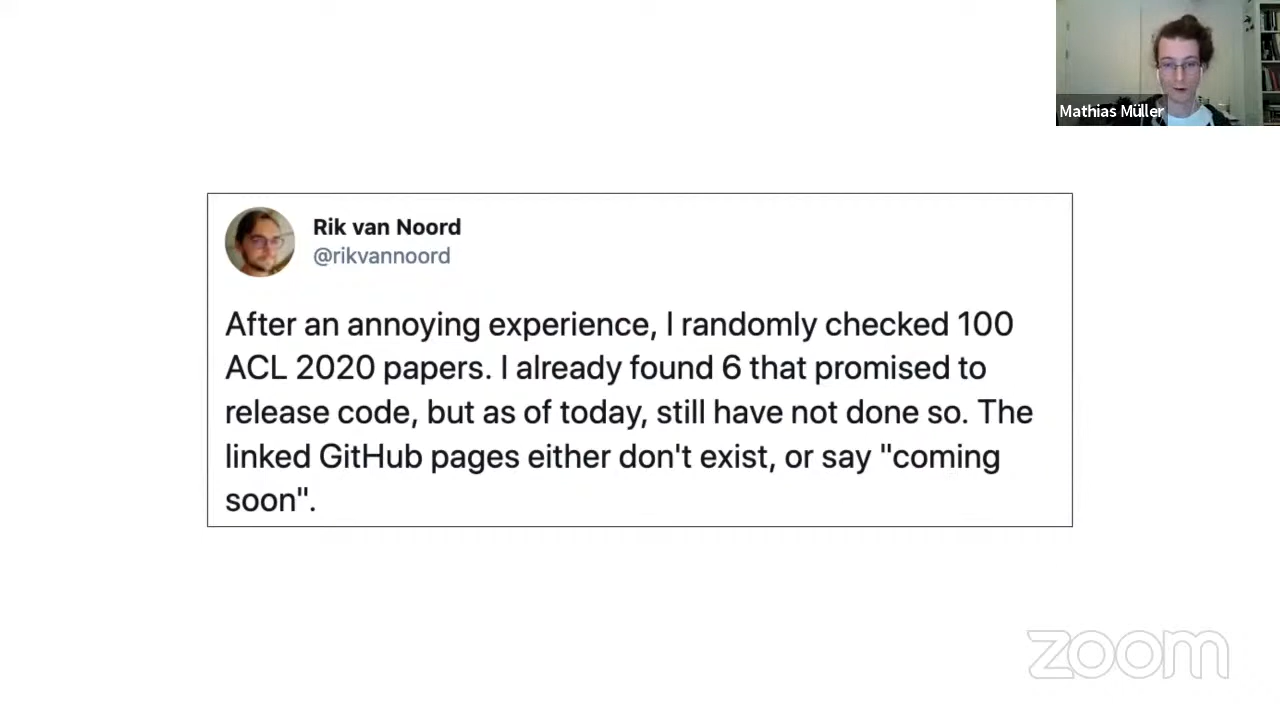 Mathias Müller
Rik van Noord
@rikvannoord
After an annoying experience, I randomly checked 100
ACL 2020 papers. I already found 6 that promised to
release code, but as of today, still have not done so. The
linked GitHub pages either don't exist, or say "coming
soon".
zoom